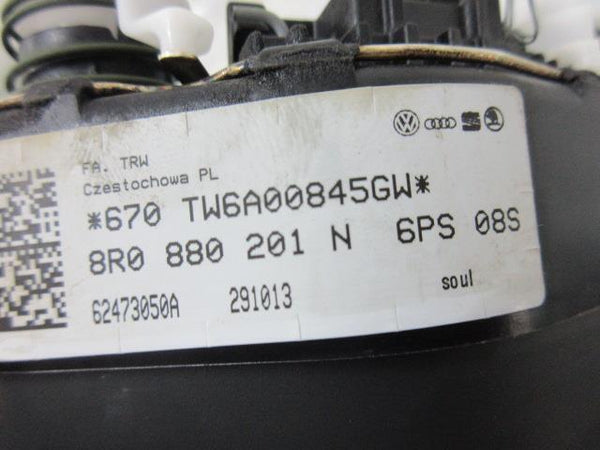 FA. TRW
Czestochowa PL
*670 TW6A00845GW*
8R0 880 201 N 6PS 08S
62473050A 291013 soul